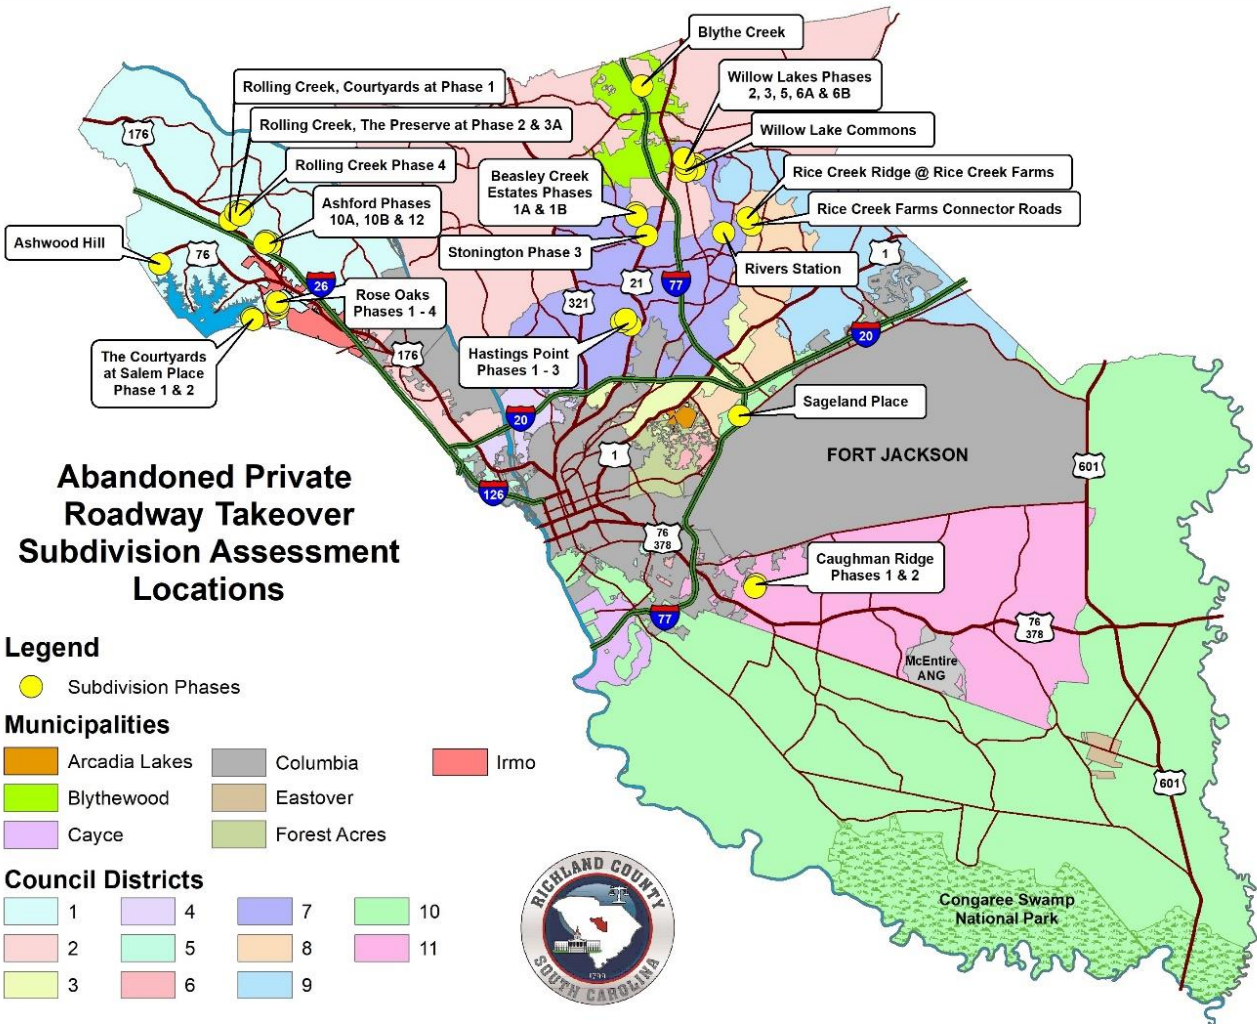 Blythe Creek
Willow Lakes Phases
2, 3, 5, 6A & 6B
Rolling Creek, Courtyards at Phase 1
Rolling Creek, The Preserve at Phase 2 & 3A
Willow Lake Commons
176
Rolling Creek Phase 4
Beasley Creek
Estates Phases
1A & 1B
Rice Creek Ridge @ Rice Creek Farms
Ashford Phases
10A, 10B & 12
Rice Creek Farms Connector Roads
Ashwood Hill
76
Stonington Phase 3
1
Rivers Station
26
21
77
321
Rose Oaks
Phases 1 - 4
20
The Courtyards
at Salem Place
Phase 1 & 2
176
Hastings Point
Phases 1 - 3
Sageland Place
20
1
FORT JACKSON
601
126
Abandoned Private
Roadway Takeover
Subdivision Assessment
Locations
76
378
Caughman Ridge
Phases 1 & 2
77
76
378
McEntire
ANG
601
Congaree Swamp
National Park
Legend
Subdivision Phases
Municipalities
Arcadia Lakes
Columbia
Irmo
Blythewood
Eastover
Cayce
Forest Acres
Council Districts
1
4
7
10
2
5
8
11
3
6
9
RICHLAND COUNTY
SOUTH CAROLINA
1799